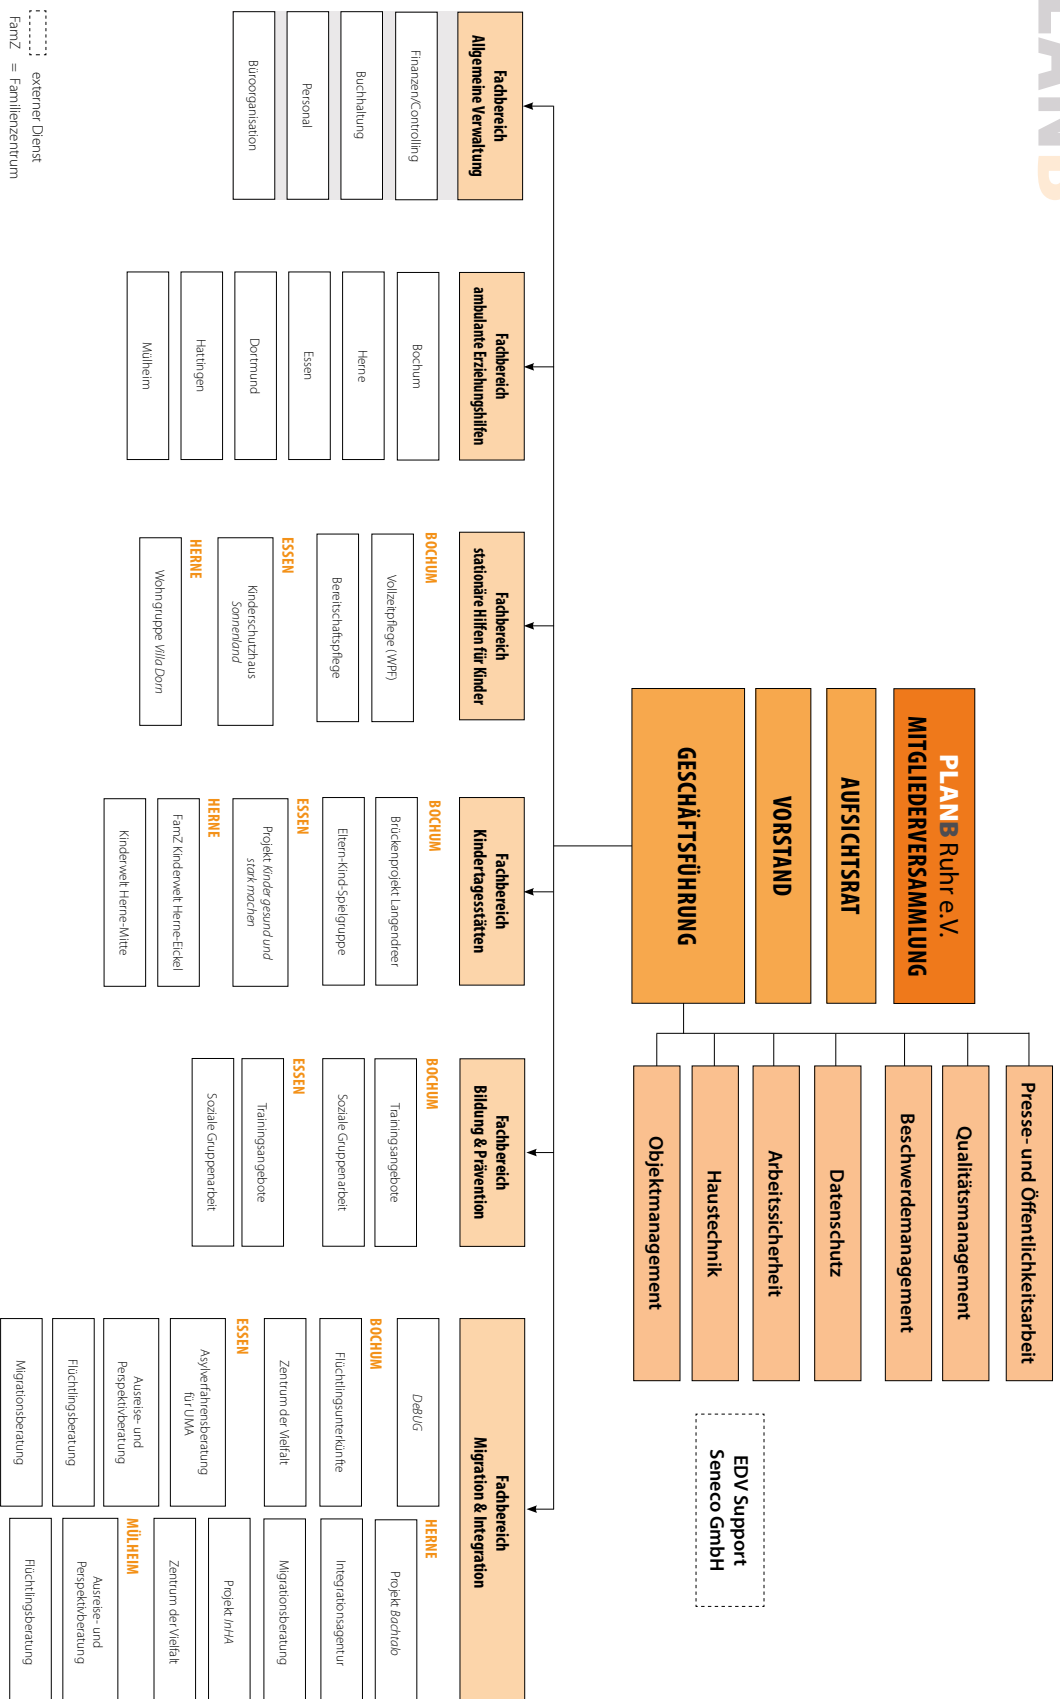 LANB
PLANB Ruhr e.V.
MITGLIEDERVERSAMMLUNG
AUFSICHTSRAT
VORSTAND
GESCHÄFTSFÜHRUNG
Presse- und Öffentlichkeitsarbeit
Qualitätsmanagement
Beschwerdemanagement
Datenschutz
Arbeitssicherheit
Haustechnik
Objektmanagement
EDV Support
Seneco GmbH
Fachbereich
Allgemeine Verwaltung
Finanzen/Controlling
Buchhaltung
Personal
Büroorganisation
Fachbereich
ambulante Erziehungshilfen
Bochum
Herne
Essen
Dortmund
Hattingen
Mülheim
Fachbereich
stationäre Hilfen für Kinder
BOCHUM
Vollzeitpflege (WPF)
Bereitschaftspflege
ESSEN
Kinderschutzhaus
Sonnenland
HERNE
Wohngruppe Villa Dorn
Fachbereich
Kindertagesstätten
BOCHUM
Brückenprojekt Langendreer
Eltern-Kind-Spielgruppe
ESSEN
Projekt Kinder gesund und
stark machen
HERNE
FamZ Kinderwelt Herne-Eickel
Kinderwelt Herne-Mitte
Fachbereich
Bildung & Prävention
BOCHUM
Trainingsangebote
Soziale Gruppenarbeit
ESSEN
Trainingsangebote
Soziale Gruppenarbeit
Fachbereich
Migration & Integration
DeBUG
BOCHUM
Flüchtlingsunterkünfte
Zentrum der Vielfalt
ESSEN
Asylverfahrensberatung
für UMA
Ausreise- und
Perspektivberatung
Flüchtlingsberatung
Migrationsberatung
HERNE
Projekt Bachtalo
Integrationsagentur
Migrationsberatung
Projekt InHA
Zentrum der Vielfalt
MÜLHEIM
Ausreise- und
Perspektivberatung
Flüchtlingsberatung
externer Dienst
FamZ = Familienzentrum